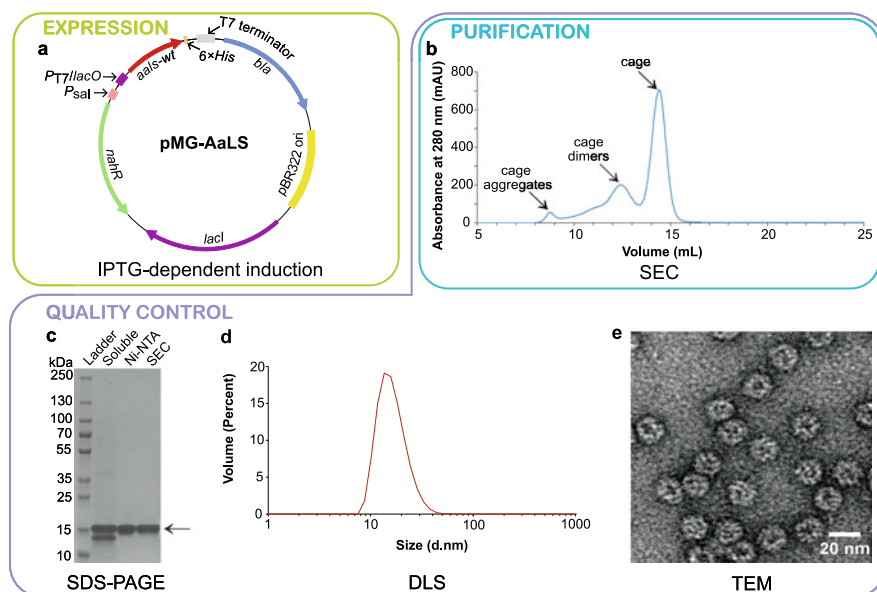 EXPRESSION
a
T7 terminator
aals-wt
6×His
bla
PT7/lacO
Psal
pMG-AaLS
pBR322 ori
nahR
lacI
IPTG-dependent induction
PURIFICATION
b
Absorbance at 280 nm (mAU)
800
600
400
200
0
cage
cage
dimers
cage
aggregates
5
10
15
20
25
Volume (mL)
SEC
QUALITY CONTROL
c
Ladder
Soluble
Ni-NTA
SEC
kDa
250
130
100
70
55
35
25
15
10
SDS-PAGE
d
Volume (Percent)
20
15
10
5
0
1
10
100
1000
Size (d.nm)
DLS
e
20 nm
TEM